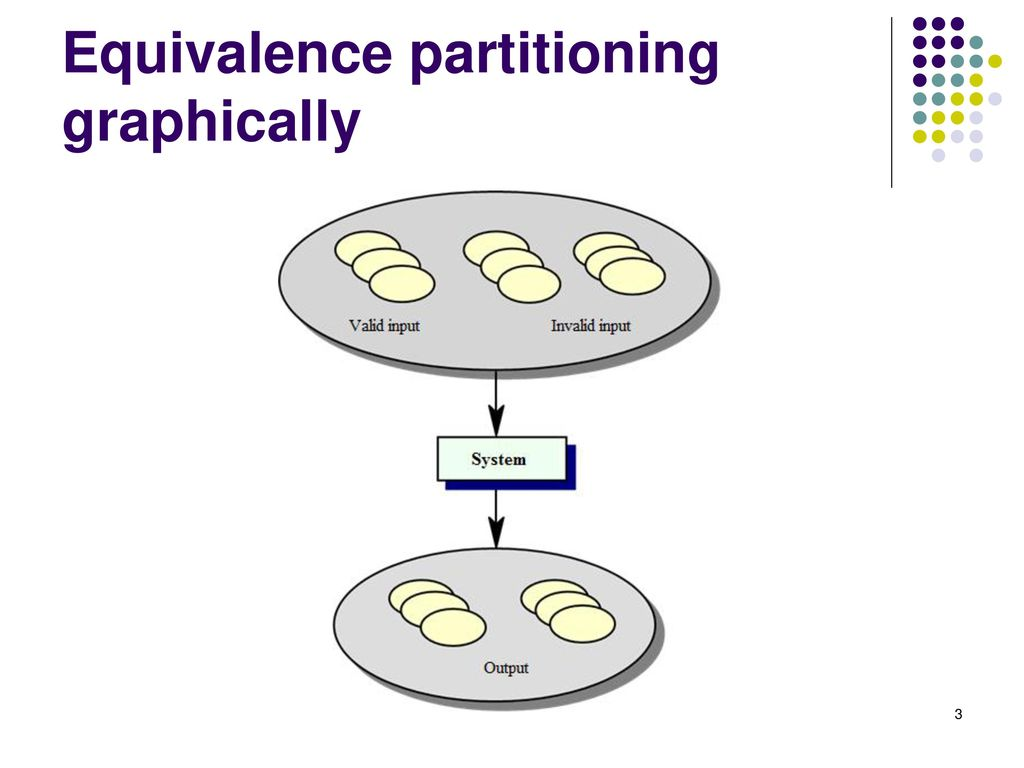 Equivalence partitioning
graphically
Valid input
Invalid input
System
Output
3